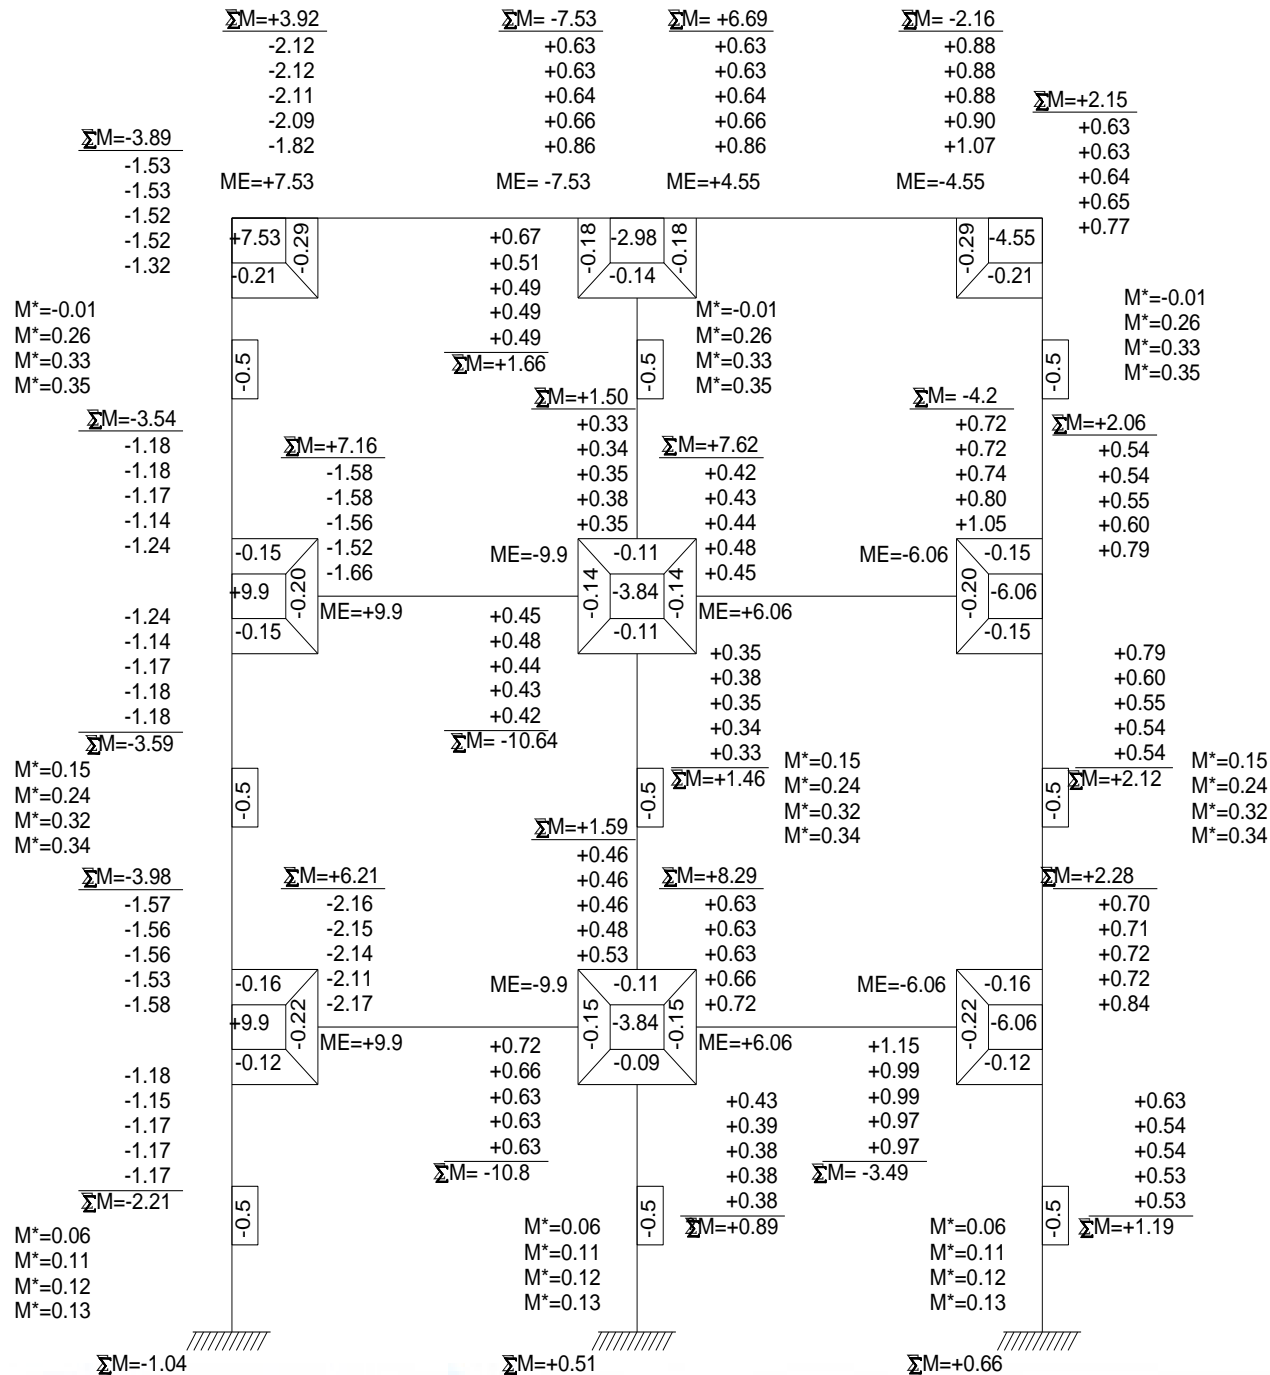 ΣM=+3.92
-2.12
-2.12
-2.11
-2.09
-1.82
ME=+7.53
ΣM= -7.53
+0.63
+0.63
+0.64
+0.66
+0.86
ME= -7.53
ΣM= +6.69
+0.63
+0.63
+0.64
+0.66
+0.86
ME=+4.55
ΣM= -2.16
+0.88
+0.88
+0.88
+0.90
+1.07
ME=-4.55
ΣM=+2.15
+0.63
+0.63
+0.64
+0.65
+0.77
ΣM=-3.89
-1.53
-1.53
-1.52
-1.52
-1.32
+7.53
-0.29
-0.21
+0.67
+0.51
+0.49
+0.49
+0.49
ΣM=+1.66
-0.18
-2.98
-0.18
-0.14
-0.29
-4.55
-0.21
M*=-0.01
M*=0.26
M*=0.33
M*=0.35
-0.5
M*=-0.01
M*=0.26
M*=0.33
M*=0.35
-0.5
M*=-0.01
M*=0.26
M*=0.33
M*=0.35
-0.5
ΣM=-3.54
-1.18
-1.18
-1.17
-1.14
-1.24
ΣM=+7.16
-1.58
-1.58
-1.56
-1.52
-1.66
ΣM=+1.50
+0.33
+0.34
+0.35
+0.38
+0.35
ΣM=+7.62
+0.42
+0.43
+0.44
+0.48
+0.45
ΣM= -4.2
+0.72
+0.72
+0.74
+0.80
+1.05
ΣM=+2.06
+0.54
+0.54
+0.55
+0.60
+0.79
-0.15
+9.9
-0.20
-0.15
ME=+9.9
ME=-9.9
-0.11
-0.14
-3.84
-0.14
-0.11
ME=+6.06
ME=-6.06
-0.15
-0.20
-6.06
-0.15
-1.24
-1.14
-1.17
-1.18
-1.18
ΣM=-3.59
+0.45
+0.48
+0.44
+0.43
+0.42
ΣM= -10.64
+0.35
+0.38
+0.35
+0.34
+0.33
ΣM=+1.46
+0.79
+0.60
+0.55
+0.54
+0.54
ΣM=+2.12
M*=0.15
M*=0.24
M*=0.32
M*=0.34
-0.5
-0.5
M*=0.15
M*=0.24
M*=0.32
M*=0.34
-0.5
M*=0.15
M*=0.24
M*=0.32
M*=0.34
ΣM=-3.98
-1.57
-1.56
-1.56
-1.53
-1.58
ΣM=+6.21
-2.16
-2.15
-2.14
-2.11
-2.17
ΣM=+1.59
+0.46
+0.46
+0.46
+0.48
+0.53
ΣM=+8.29
+0.63
+0.63
+0.63
+0.66
+0.72
ΣM=+2.28
+0.70
+0.71
+0.72
+0.72
+0.84
-0.16
+9.9
-0.22
-0.12
ME=+9.9
ME=-9.9
-0.11
-0.15
-3.84
-0.15
-0.09
ME=+6.06
ME=-6.06
-0.16
-0.22
-6.06
-0.12
-1.18
-1.15
-1.17
-1.17
-1.17
ΣM=-2.21
+0.72
+0.66
+0.63
+0.63
+0.63
ΣM= -10.8
+0.43
+0.39
+0.38
+0.38
+0.38
ΣM=+0.89
+1.15
+0.99
+0.99
+0.97
+0.97
ΣM= -3.49
+0.63
+0.54
+0.54
+0.53
+0.53
ΣM=+1.19
M*=0.06
M*=0.11
M*=0.12
M*=0.13
-0.5
M*=0.06
M*=0.11
M*=0.12
M*=0.13
-0.5
M*=0.06
M*=0.11
M*=0.12
M*=0.13
-0.5
ΣM=-1.04
ΣM=+0.51
ΣM=+0.66